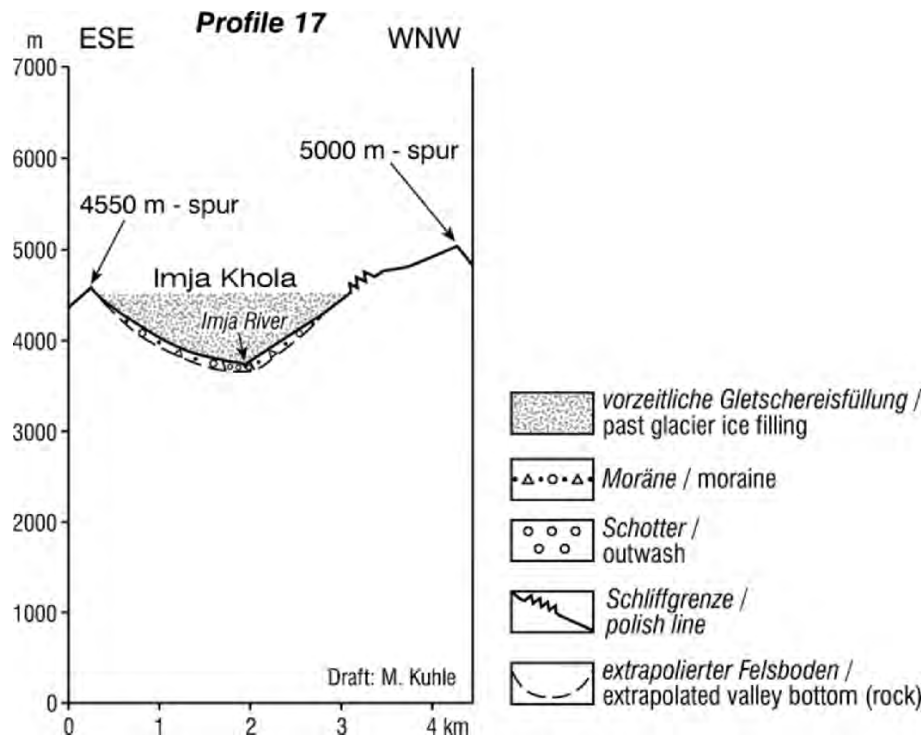 Profile 17
m ESE WNW
7000
6000
5000 m - spur
4550 m - spur
5000
Imja Khola
Imja River
4000
3000
2000
1000
0
Draft: M. Kuhle
0 1 2 3 4 km
vorzeitliche Gletschereisfüllung /
past glacier ice filling
Moräne / moraine
Schotter /
outwash
Schliffgrenze /
polish line
extrapolierter Felsboden /
extrapolated valley bottom (rock)